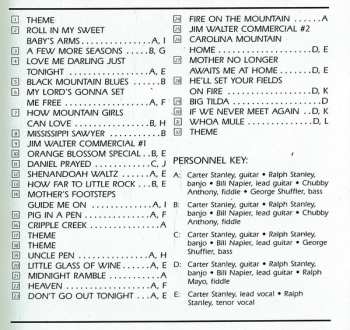 1 THEME
2 ROLL IN MY SWEET
BABY'S ARMS..............A, I
3 A FEW MORE SEASONS .....B, G
4 LOVE ME DARLING JUST
TONIGHT ..................A, E
5 BLACK MOUNTAIN BLUES ......B
6 MY LORD'S GONNA SET
ME FREE ..................A, F
7 HOW MOUNTAIN GIRLS
CAN LOVE ................B, H
8 MISSISSIPPI SAWYER ..........B
9 JIM WALTER COMMERCIAL #1
10 ORANGE BLOSSOM SPECIAL ..B, E
11 DANIEL PRAYED .............C, J
12 SHENANDOAH WALTZ .......A, E
13 HOW FAR TO LITTLE ROCK ...B, E
14 MOTHER'S FOOTSTEPS
GUIDE ME ON .............A, I
15 PIG IN A PEN ..............A, F
16 CRIPPLE CREEK ...............A
17 THEME
18 THEME
19 UNCLE PEN ................A, H
20 LITTLE GLASS OF WINE.......A, E
21 MIDNIGHT RAMBLE ...........A
22 HEAVEN ...................A, F
23 DON'T GO OUT TONIGHT ...A, E
24 FIRE ON THE MOUNTAIN ......A
25 JIM WALTER COMMERCIAL #2
26 CAROLINA MOUNTAIN
HOME ....................D, E
27 MOTHER NO LONGER
AWAITS ME AT HOME .......D, E
28 HE'LL SET YOUR FIELDS
ON FIRE ..................D, K
29 BIG TILDA ...................D
30 IF WE NEVER MEET AGAIN ..D, K
31 WHOA MULE ...............D, L
32 THEME
PERSONNEL KEY:
A: Carter Stanley, guitar • Ralph Stanley,
banjo • Bill Napier, lead guitar • Chubby
Anthony, fiddle • George Shuffler, bass
B: Carter Stanley, guitar • Ralph Stanley,
banjo • Bill Napier, lead guitar • Chubby
Anthony, fiddle
C: Carter Stanley, guitar • Ralph Stanley,
banjo • Bill Napier, lead guitar • George
Shuffler, bass
D: Carter Stanley, guitar • Ralph Stanley,
banjo • Bill Napier, lead guitar • Ralph
Mayo, fiddle
E: Carter Stanley, lead vocal • Ralph
Stanley, tenor vocal